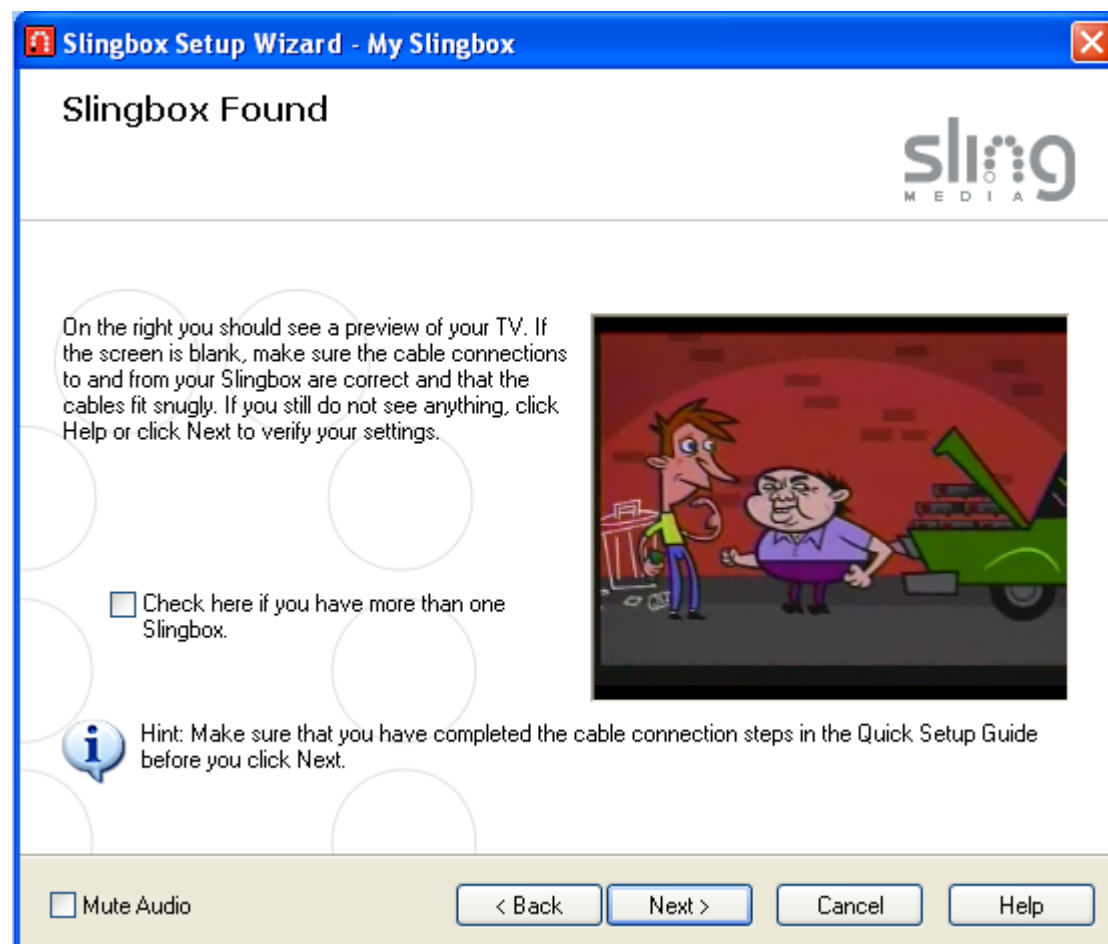 Slingbox Setup Wizard - My Slingbox
Slingbox Found
sling
MEDIA
On the right you should see a preview of your TV. If
the screen is blank, make sure the cable connections
to and from your Slingbox are correct and that the
cables fit snugly. If you still do not see anything, click
Help or click Next to verify your settings.
Check here if you have more than one
Slingbox.
Hint: Make sure that you have completed the cable connection steps in the Quick Setup Guide
before you click Next.
Mute Audio
< Back
Next >
Cancel
Help